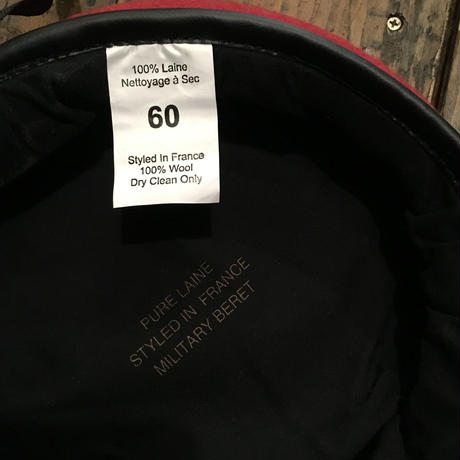 100% Laine
Nettoyage à Sec
60
Styled In France
100% Wool
Dry Clean Only
PURE LAINE
STYLED IN FRANCE
MILITARY BERET